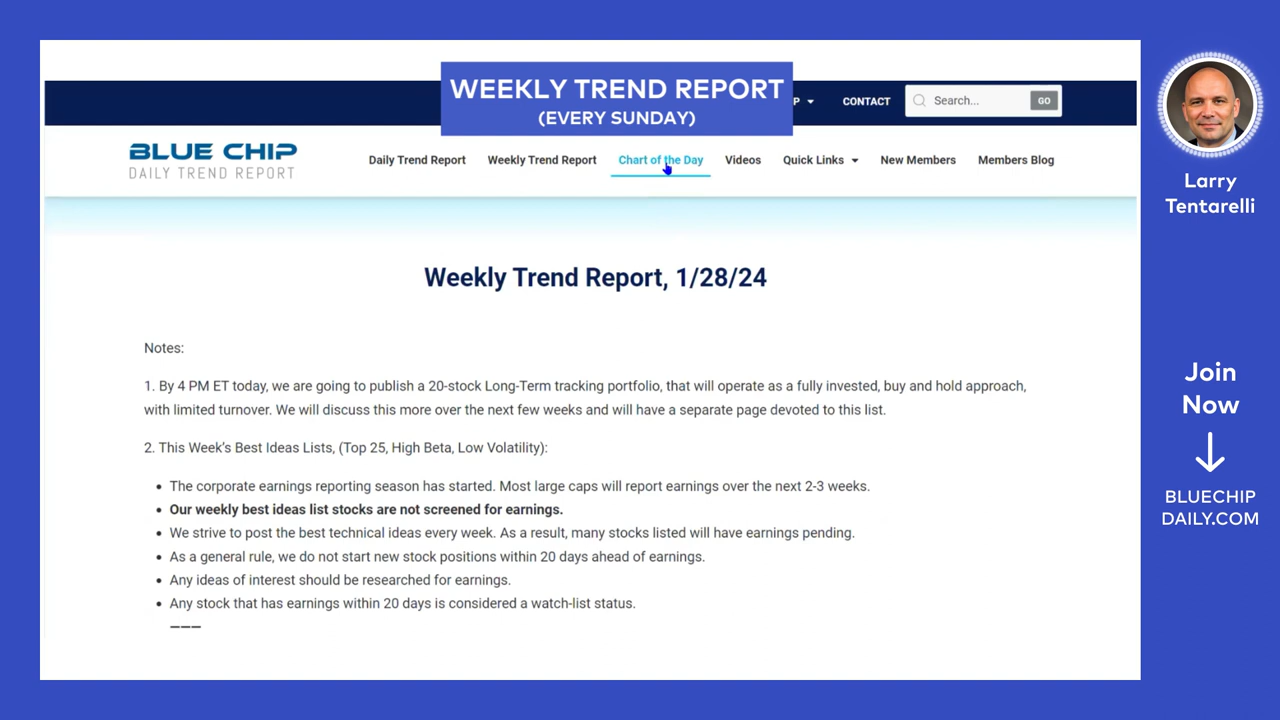 WEEKLY TREND REPORT
(EVERY SUNDAY)
P
CONTACT
Search...
GO
BLUE CHIP
DAILY TREND REPORT
Daily Trend Report
Weekly Trend Report
Chart of the Day
Videos
Quick Links
New Members
Members Blog
Weekly Trend Report, 1/28/24
Notes:
1. By 4 PM ET today, we are going to publish a 20-stock Long-Term tracking portfolio, that will operate as a fully invested, buy and hold approach,
with limited turnover. We will discuss this more over the next few weeks and will have a separate page devoted to this list.
2. This Week's Best Ideas Lists, (Top 25, High Beta, Low Volatility):
• The corporate earnings reporting season has started. Most large caps will report earnings over the next 2-3 weeks.
• Our weekly best ideas list stocks are not screened for earnings.
• We strive to post the best technical ideas every week. As a result, many stocks listed will have earnings pending.
• As a general rule, we do not start new stock positions within 20 days ahead of earnings.
• Any ideas of interest should be researched for earnings.
• Any stock that has earnings within 20 days is considered a watch-list status.
———
Larry
Tentarelli
Join
Now
BLUECHIP
DAILY.COM